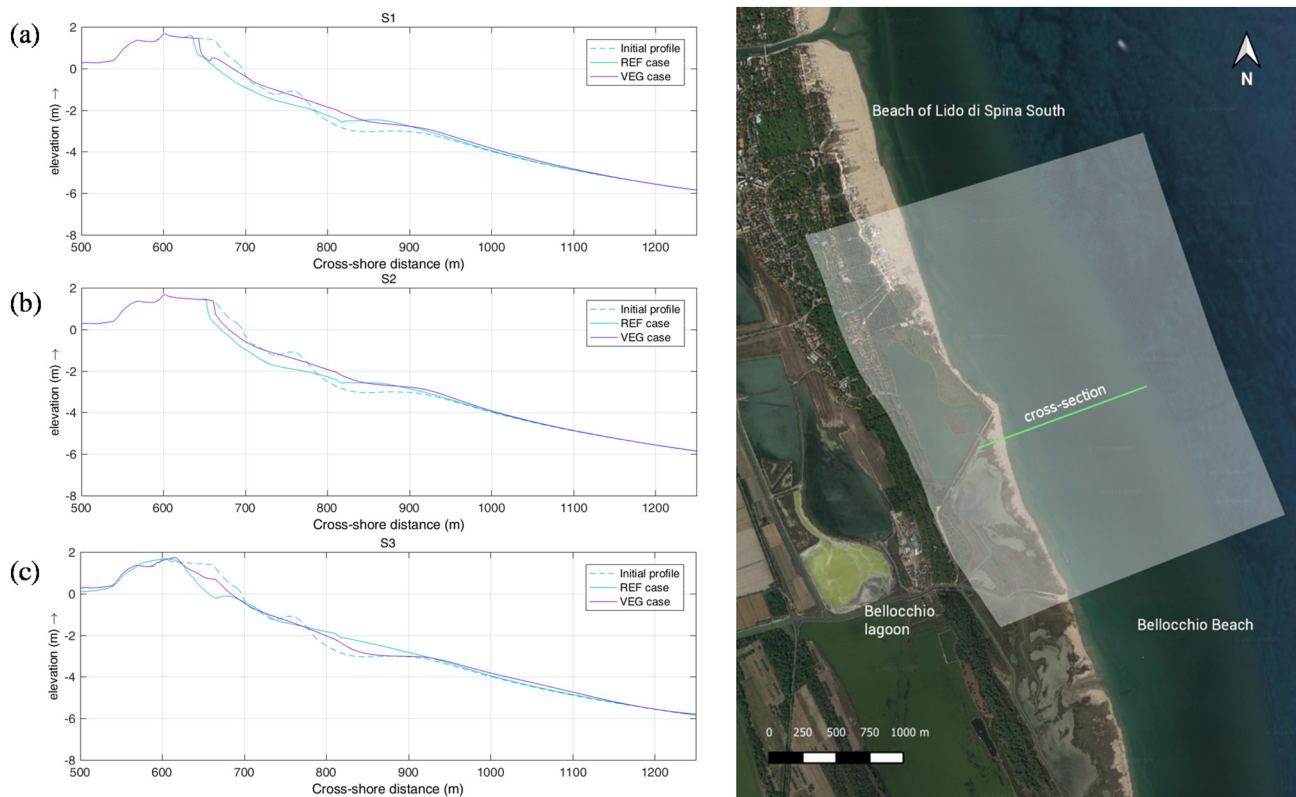 (a)
S1
2
0
-2
-4
-6
-8
elevation (m) →
Initial profile
REF case
VEG case
500 600 700 800 900 1000 1100 1200
Cross-shore distance (m)
(b)
S2
2
0
-2
-4
-6
-8
elevation (m) →
Initial profile
REF case
VEG case
500 600 700 800 900 1000 1100 1200
Cross-shore distance (m)
(c)
S3
2
0
-2
-4
-6
-8
elevation (m) →
Initial profile
REF case
VEG case
500 600 700 800 900 1000 1100 1200
Cross-shore distance (m)
N
Beach of Lido di Spina South
cross-section
Bellocchio
lagoon
Bellocchio Beach
0 250 500 750 1000 m